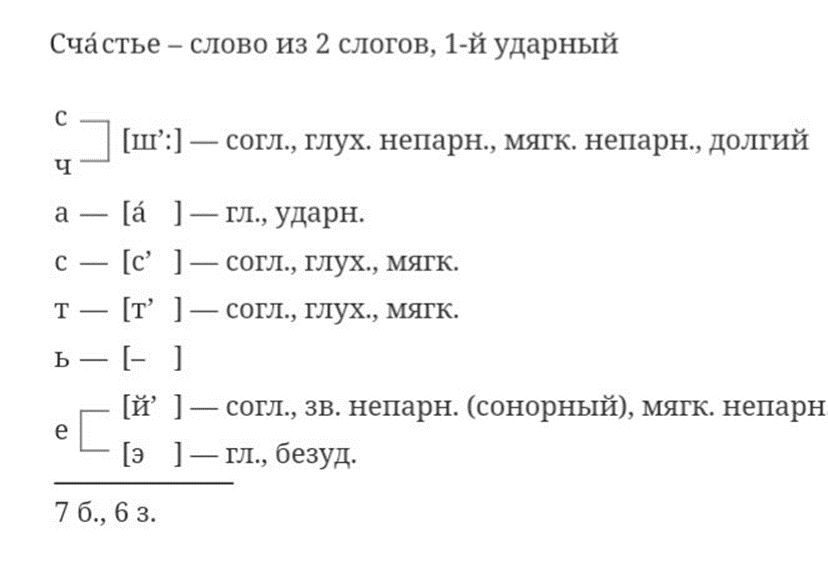 Сча́стье – слово из 2 слогов, 1-й ударный
с
[ш’:] — согл., глух. непарн., мягк. непарн., долгий
ч
а — [а́ ] — гл., ударн.
с — [с’ ] — согл., глух., мягк.
т — [т’ ] — согл., глух., мягк.
ь — [– ]
[й’ ] — согл., зв. непарн. (сонорный), мягк. непарн
е
[э ] — гл., безуд.
7 б., 6 з.